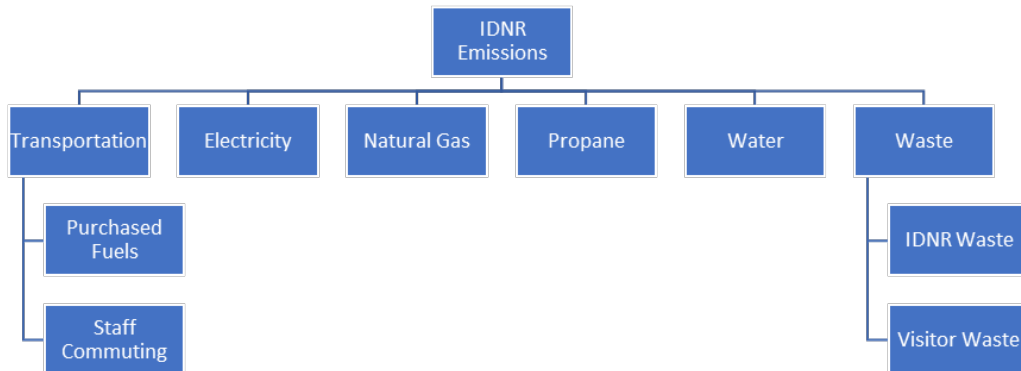 IDNR
Emissions
Transportation
Electricity
Natural Gas
Propane
Water
Waste
Purchased
Fuels
IDNR Waste
Staff
Commuting
Visitor Waste